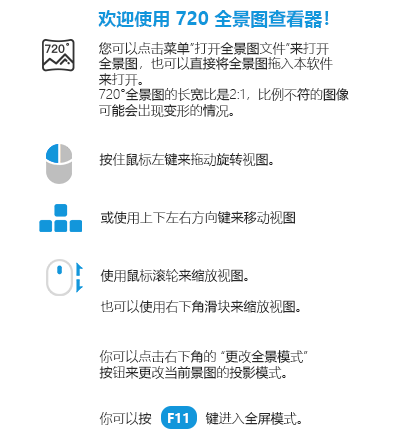 欢迎使用 720 全景图查看器!
720°
您可以点击菜单"打开全景图文件"来打开
全景图，也可以直接将全景图拖入本软件
来打开。
720°全景图的长宽比是2:1，比例不符的图像
可能会出现变形的情况。
按住鼠标左键来拖动旋转视图。
或使用上下左右方向键来移动视图
使用鼠标滚轮来缩放视图。
也可以使用右下角滑块来缩放视图。
你可以点击右下角的 "更改全景模式"
按钮来更改当前景图的投影模式。
你可以按 F11 键进入全屏模式。